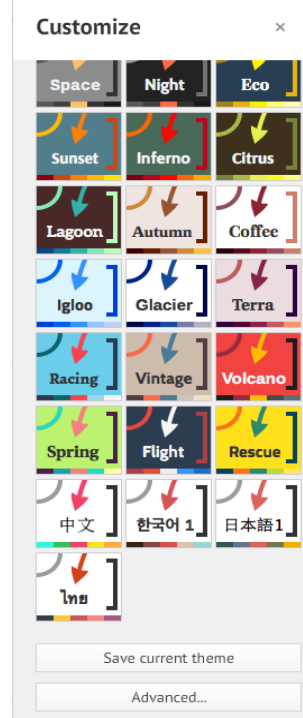 Customize ×
Space Night Eco
Sunset Inferno Citrus
Lagoon Autumn Coffee
Igloo Glacier Terra
Racing Vintage Volcano
Spring Flight Rescue
中文 한국어 1 日本語1
ไทย
Save current theme
Advanced...